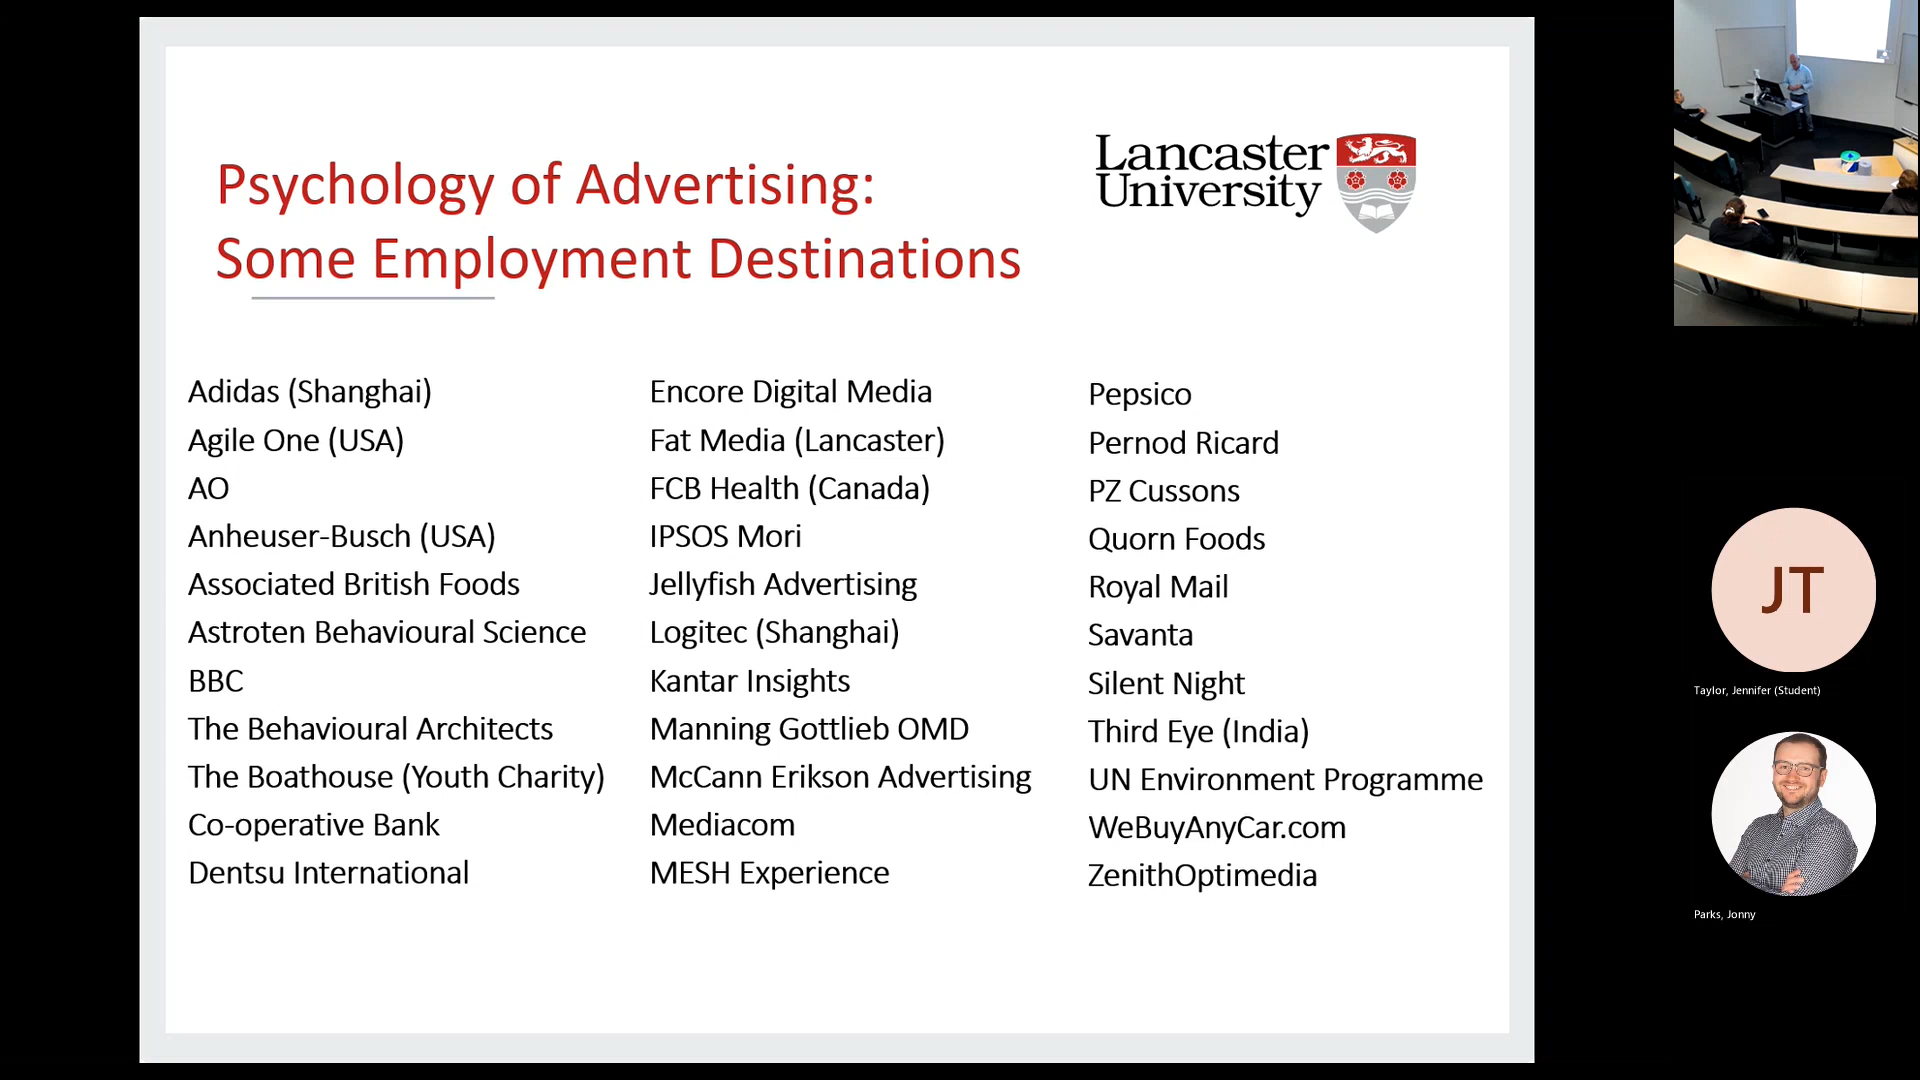 Psychology of Advertising:
Some Employment Destinations
Lancaster
University
Adidas (Shanghai)
Agile One (USA)
AO
Anheuser-Busch (USA)
Associated British Foods
Astroten Behavioural Science
BBC
The Behavioural Architects
The Boathouse (Youth Charity)
Co-operative Bank
Dentsu International
Encore Digital Media
Fat Media (Lancaster)
FCB Health (Canada)
IPSOS Mori
Jellyfish Advertising
Logitec (Shanghai)
Kantar Insights
Manning Gottlieb OMD
McCann Erikson Advertising
Mediacom
MESH Experience
Pepsico
Pernod Ricard
PZ Cussons
Quorn Foods
Royal Mail
Savanta
Silent Night
Third Eye (India)
UN Environment Programme
WeBuyAnyCar.com
ZenithOptimedia
JT
Taylor, Jennifer (Student)
Parks, Jonny